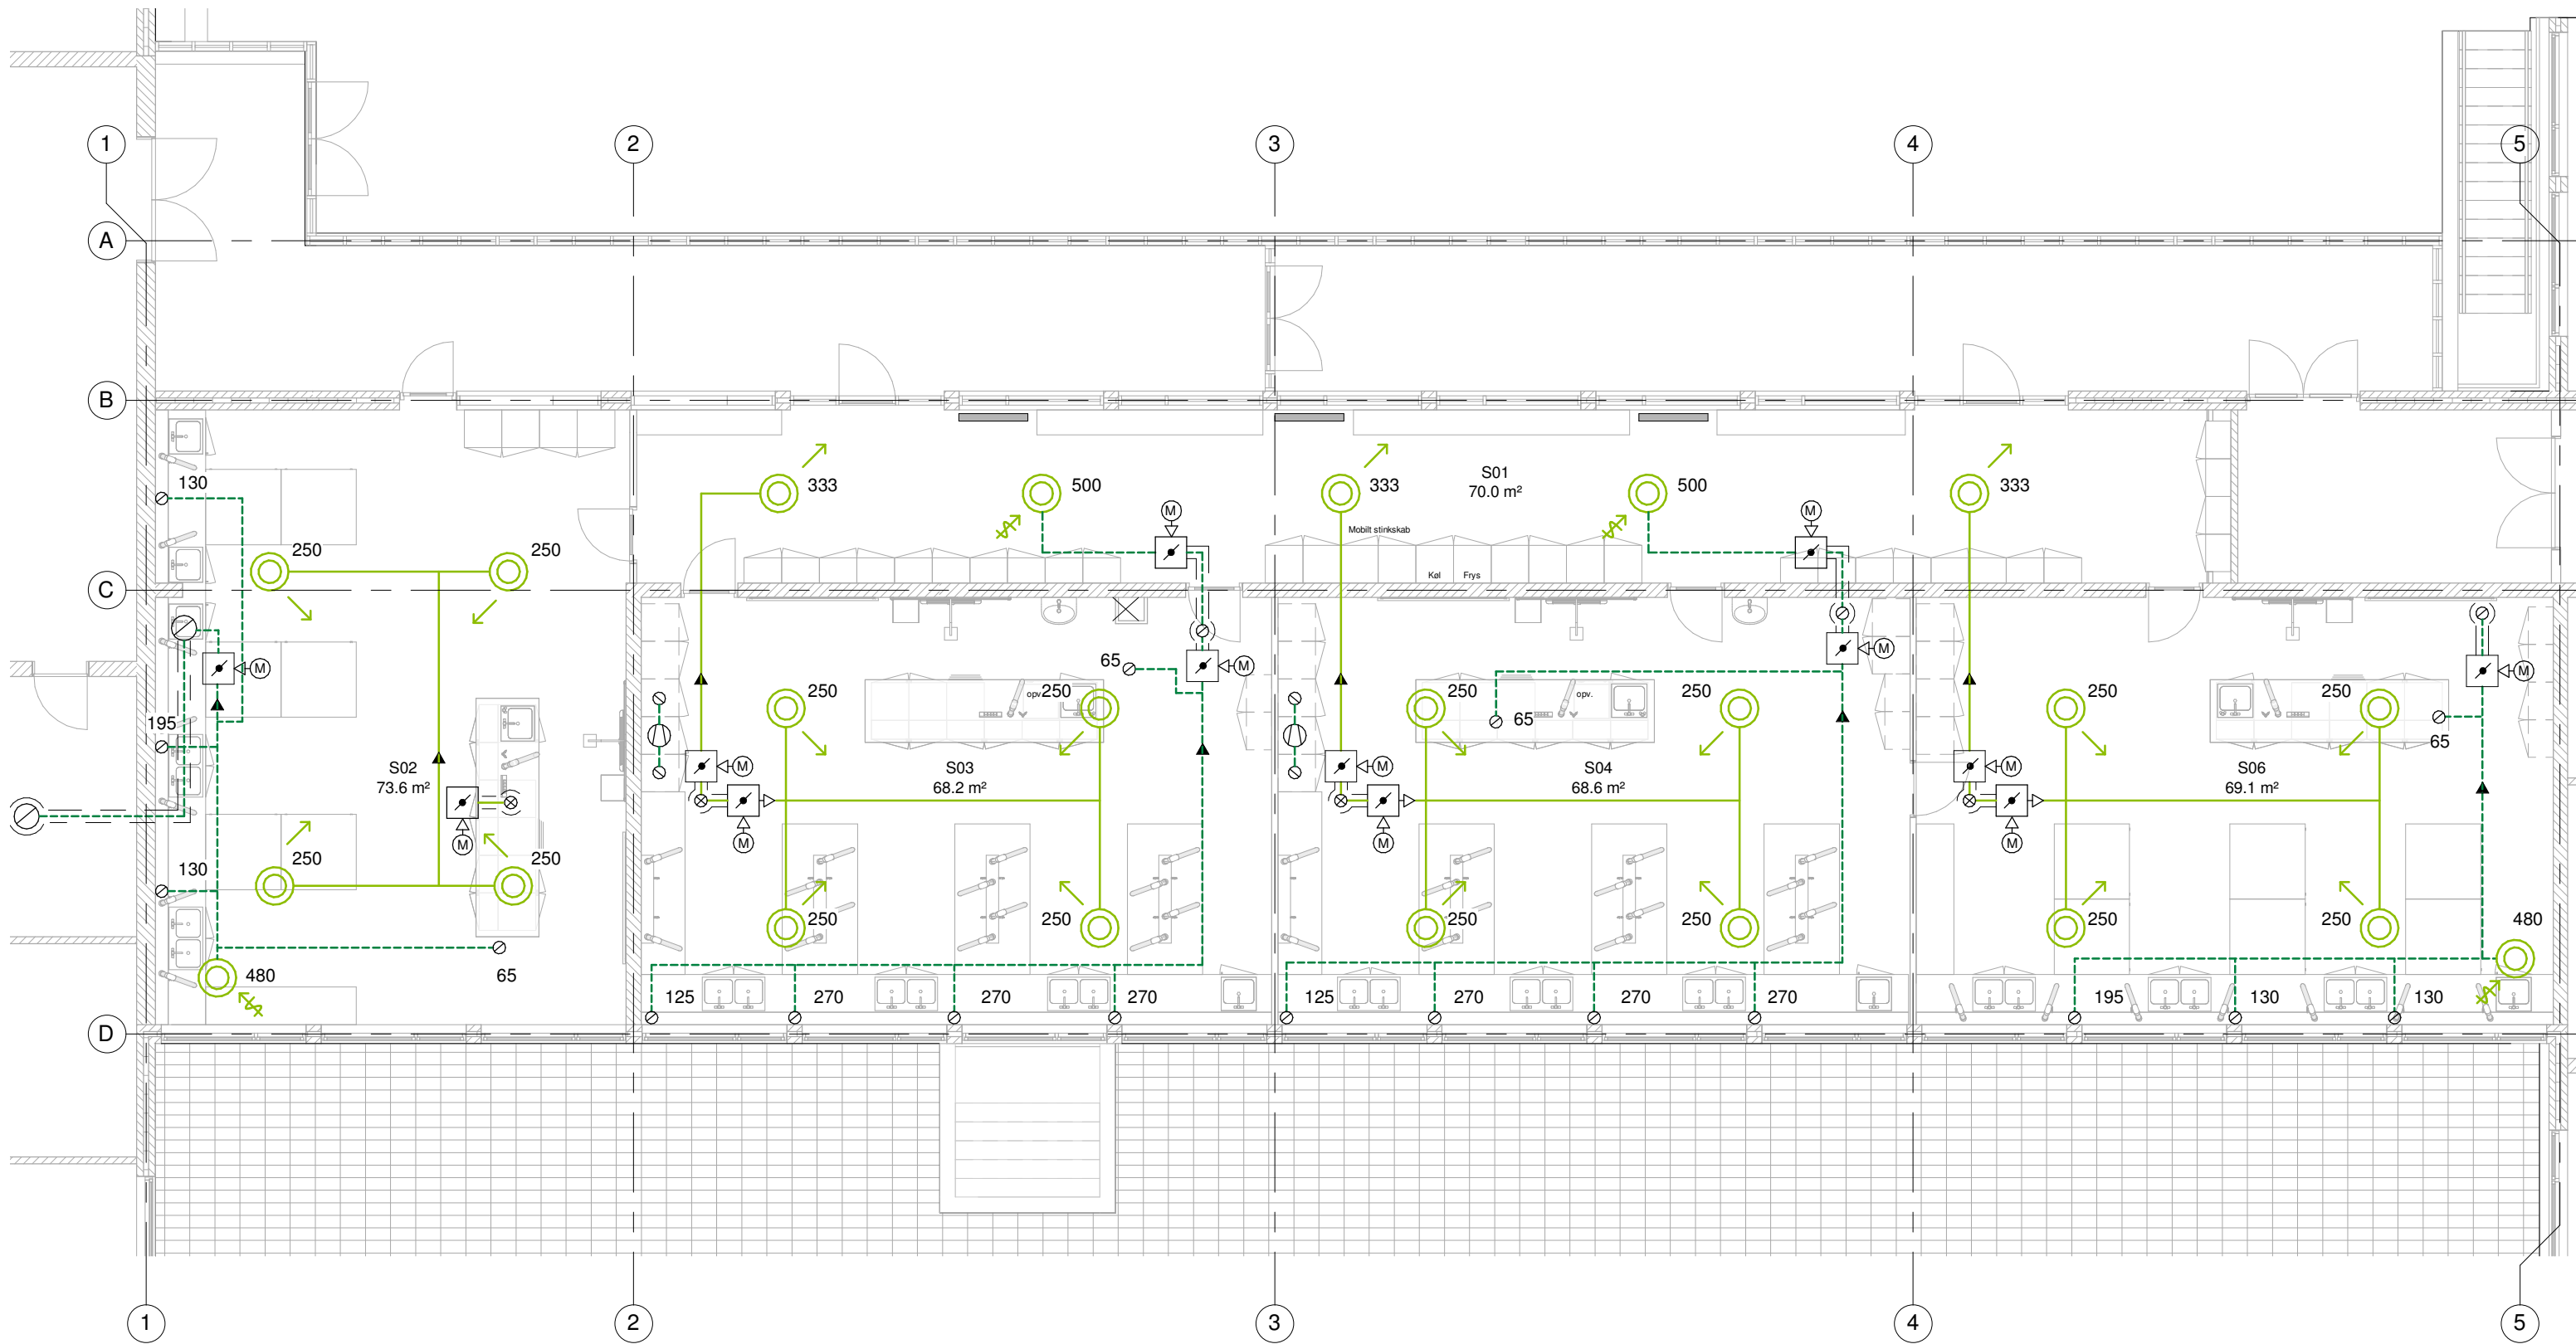 1
2
3
4
5
A
B
333
500
333
S01
70.0 m²
500
333
130
M
M
Mobilt stinkskab
250
250
Køl
Frys
C
M
65
M
M
M
250
opv.
250
250
65
opv.
250
250
250
195
65
S02
73.6 m²
M
S03
68.2 m²
M
S04
68.6 m²
M
S06
69.1 m²
M
M
M
M
130
250
250
250
250
250
250
250
250
480
480
65
125
270
270
270
125
270
270
270
195
130
130
D
1
2
3
4
5